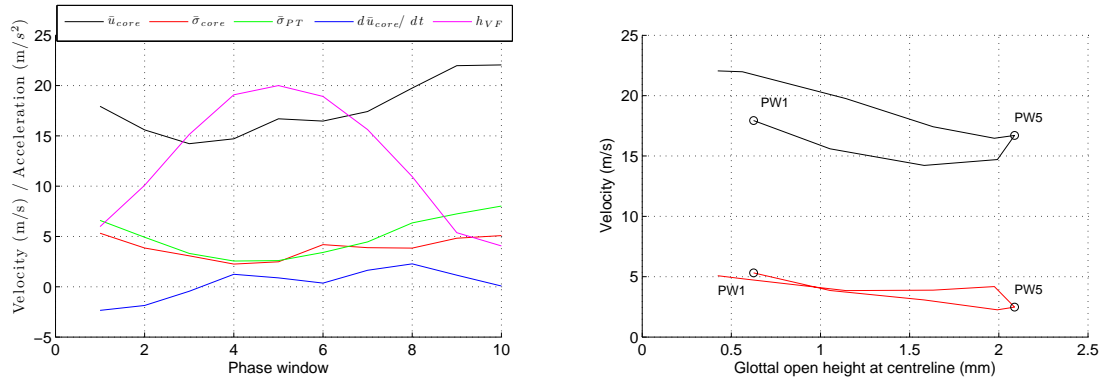 ū_core σ̄_core σ̄_PT dū_core/ dt h_VF
Velocity (m/s) / Acceleration (m/s²)
25
20
15
10
5
0
−5
0 2 4 6 8 10
Phase window
Velocity (m/s)
25
20
15
10
5
0
PW1
PW5
PW1
PW5
0 0.5 1 1.5 2 2.5
Glottal open height at centreline (mm)